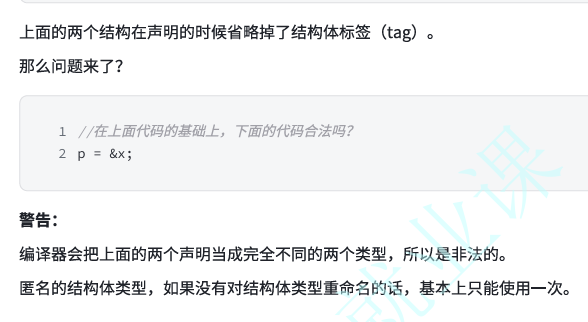 上面的两个结构在声明的时候省略掉了结构体标签（tag）。
那么问题来了？
1 //在上面代码的基础上，下面的代码合法吗？
2 p = &x;
警告：
编译器会把上面的两个声明当成完全不同的两个类型，所以是非法的。
匿名的结构体类型，如果没有对结构体类型重命名的话，基本上只能使用一次。
就业课